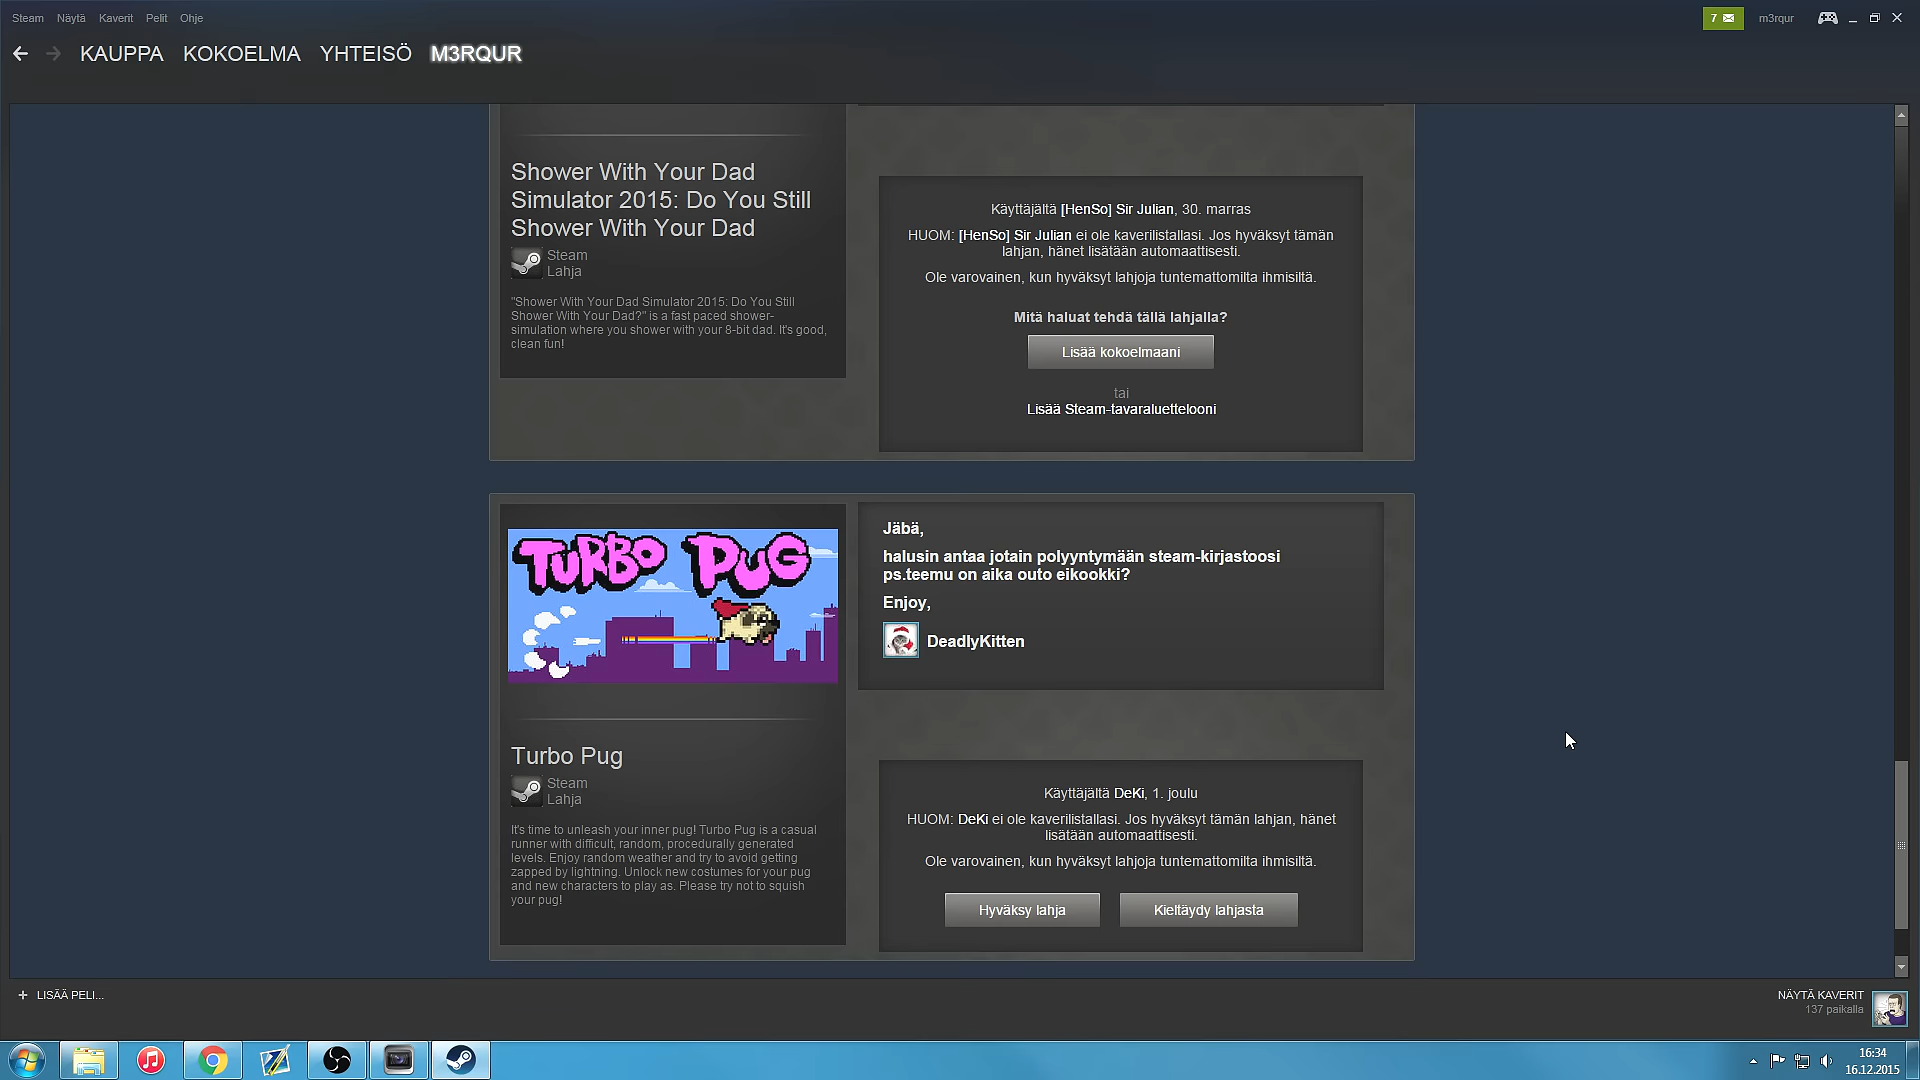 Steam Näytä Kaverit Pelit Ohje
7
m3rqur
KAUPPA KOKOELMA YHTEISÖ M3RQUR
Shower With Your Dad
Simulator 2015: Do You Still
Shower With Your Dad
Steam
Lahja
"Shower With Your Dad Simulator 2015: Do You Still
Shower With Your Dad?" is a fast paced shower-
simulation where you shower with your 8-bit dad. It's good,
clean fun!
Käyttäjältä [HenSo] Sir Julian, 30. marras
HUOM: [HenSo] Sir Julian ei ole kaverilistallasi. Jos hyväksyt tämän
lahjan, hänet lisätään automaattisesti.
Ole varovainen, kun hyväksyt lahjoja tuntemattomilta ihmisiltä.
Mitä haluat tehdä tällä lahjalla?
Lisää kokoelmaani
tai
Lisää Steam-tavaraluettelooni
TURBO PUG
Turbo Pug
Steam
Lahja
It's time to unleash your inner pug! Turbo Pug is a casual
runner with difficult, random, procedurally generated
levels. Enjoy random weather and try to avoid getting
zapped by lightning. Unlock new costumes for your pug
and new characters to play as. Please try not to squish
your pug!
Jäbä,
halusin antaa jotain polyyntymään steam-kirjastoosi
ps.teemu on aika outo eikookki?
Enjoy,
DeadlyKitten
Käyttäjältä DeKi, 1. joulu
HUOM: DeKi ei ole kaverilistallasi. Jos hyväksyt tämän lahjan, hänet
lisätään automaattisesti.
Ole varovainen, kun hyväksyt lahjoja tuntemattomilta ihmisiltä.
Hyväksy lahja
Kieltäydy lahjasta
+ LISÄÄ PELI...
NÄYTÄ KAVERIT
137 paikalla
16:34
16.12.2015